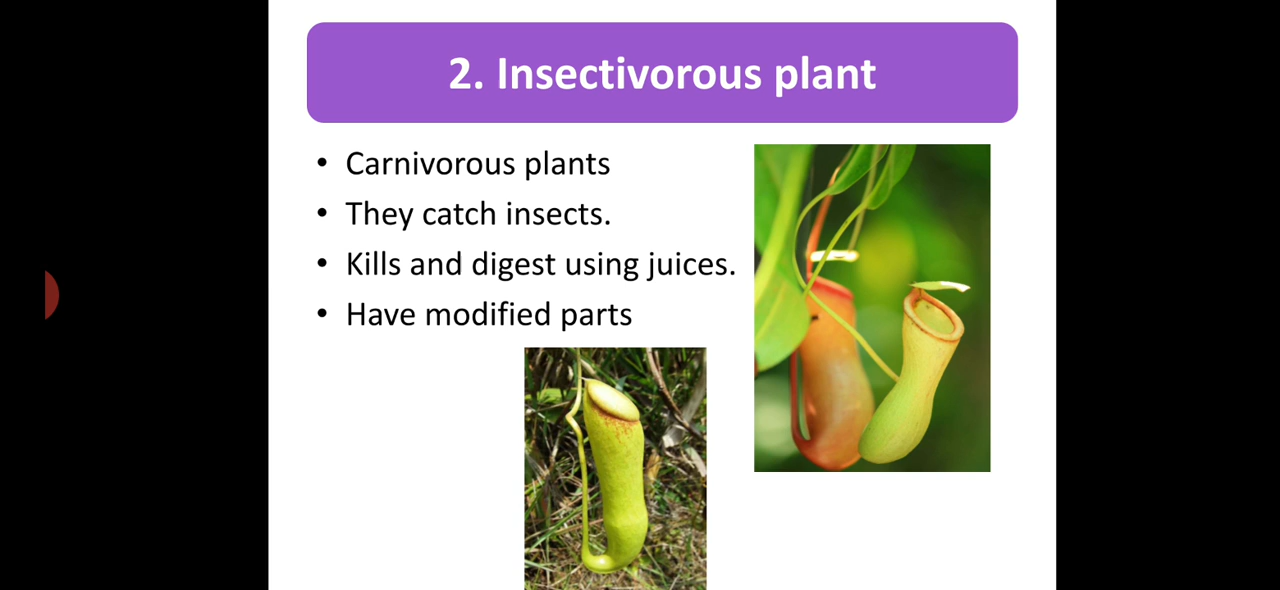 2. Insectivorous plant
• Carnivorous plants
• They catch insects.
• Kills and digest using juices.
• Have modified parts